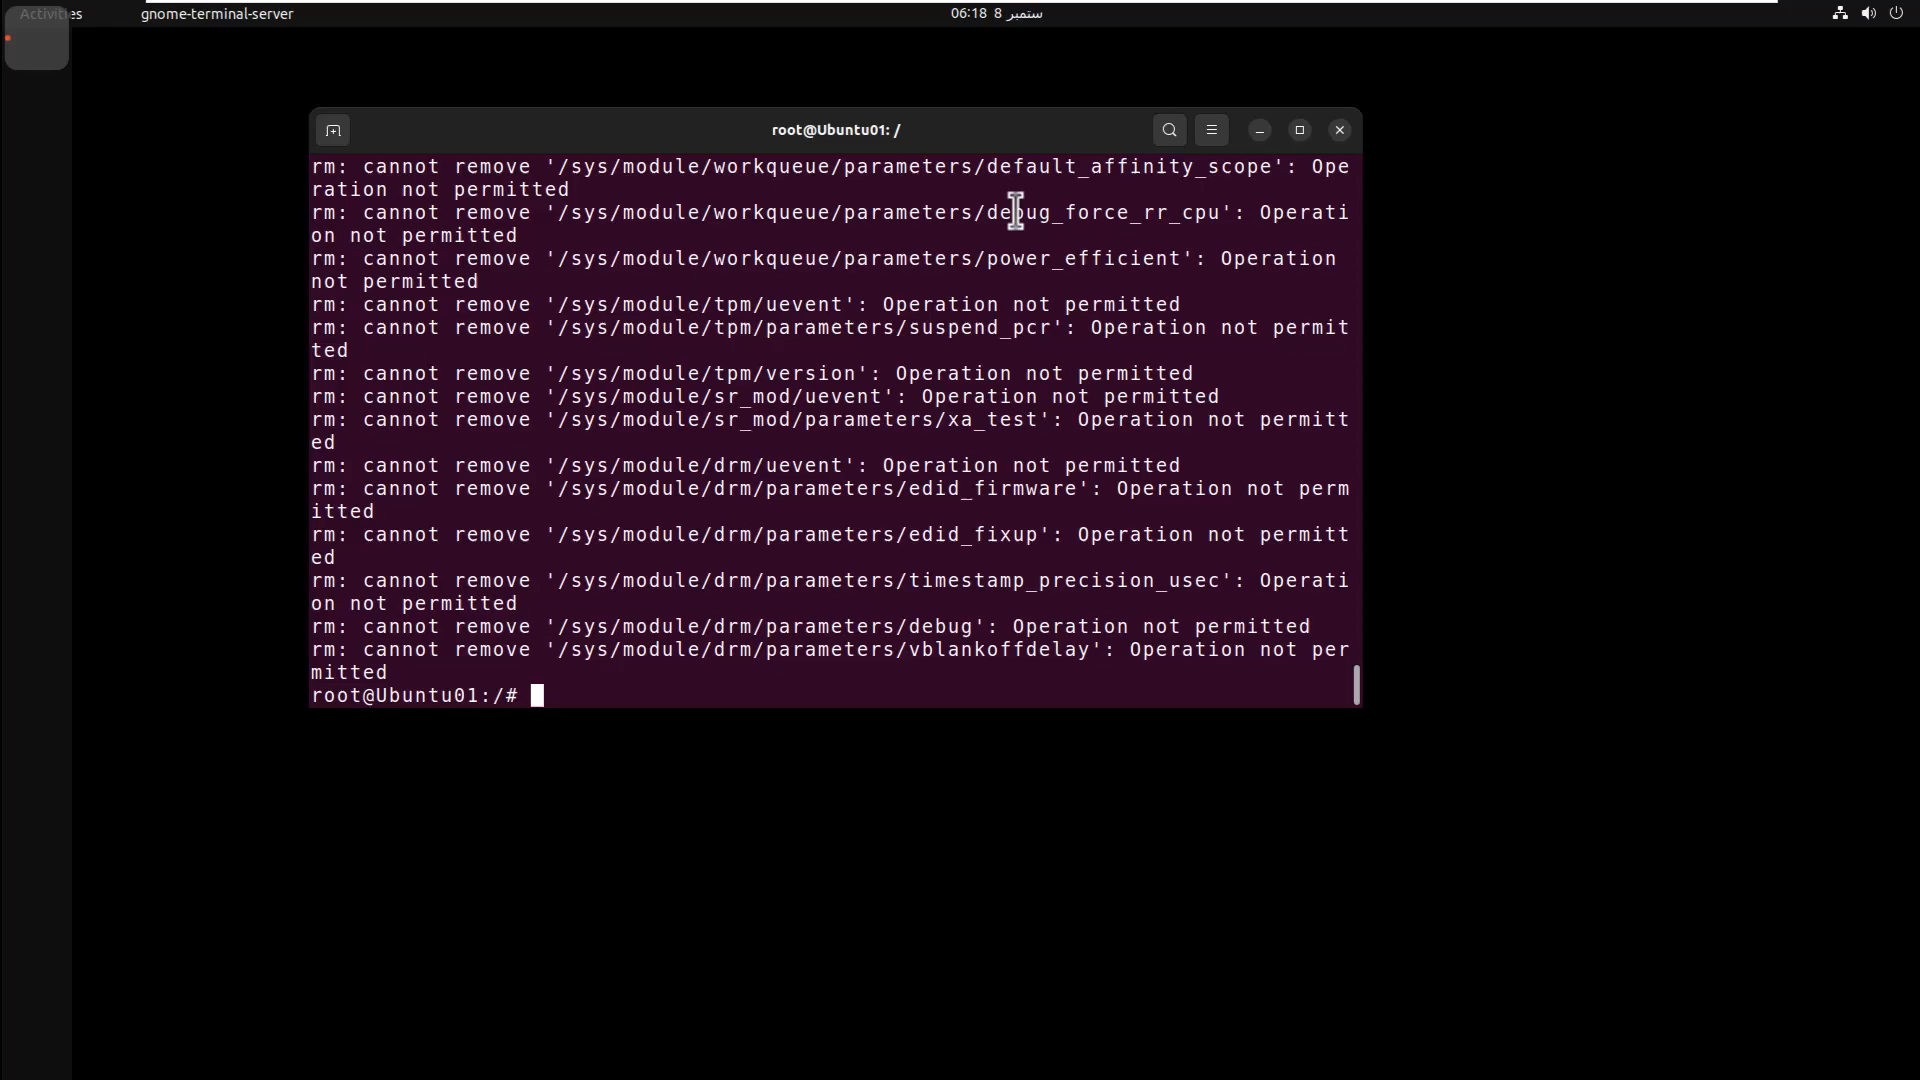 Activities
gnome-terminal-server
06:18 ستمبر 8
root@Ubuntu01: /
rm: cannot remove '/sys/module/workqueue/parameters/default_affinity_scope': Ope
ration not permitted
rm: cannot remove '/sys/module/workqueue/parameters/debug_force_rr_cpu': Operati
on not permitted
rm: cannot remove '/sys/module/workqueue/parameters/power_efficient': Operation
not permitted
rm: cannot remove '/sys/module/tpm/uevent': Operation not permitted
rm: cannot remove '/sys/module/tpm/parameters/suspend_pcr': Operation not permit
ted
rm: cannot remove '/sys/module/tpm/version': Operation not permitted
rm: cannot remove '/sys/module/sr_mod/uevent': Operation not permitted
rm: cannot remove '/sys/module/sr_mod/parameters/xa_test': Operation not permitt
ed
rm: cannot remove '/sys/module/drm/uevent': Operation not permitted
rm: cannot remove '/sys/module/drm/parameters/edid_firmware': Operation not perm
itted
rm: cannot remove '/sys/module/drm/parameters/edid_fixup': Operation not permitt
ed
rm: cannot remove '/sys/module/drm/parameters/timestamp_precision_usec': Operati
on not permitted
rm: cannot remove '/sys/module/drm/parameters/debug': Operation not permitted
rm: cannot remove '/sys/module/drm/parameters/vblankoffdelay': Operation not per
mitted
root@Ubuntu01:/#